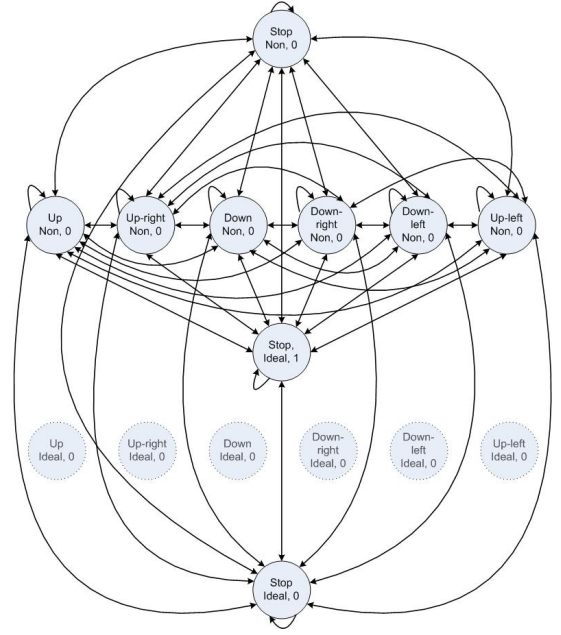 Stop
Non, 0
Up
Non, 0
Up-right
Non, 0
Down
Non, 0
Down-
right
Non, 0
Down-
left
Non, 0
Up-left
Non, 0
Stop,
Ideal, 1
Up
Ideal, 0
Up-right
Ideal, 0
Down
Ideal, 0
Down-
right
Ideal, 0
Down-
left
Ideal, 0
Up-left
Ideal, 0
Stop
Ideal, 0